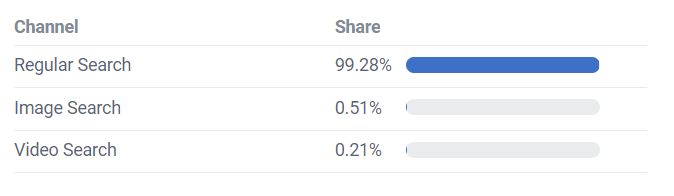 Channel Share
Regular Search 99.28%
Image Search 0.51%
Video Search 0.21%